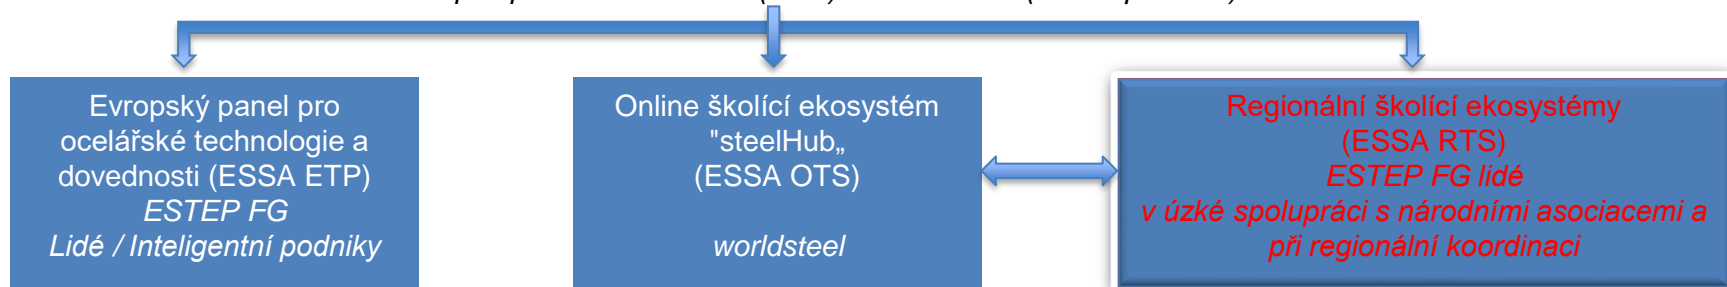 Evropský panel pro
ocelářské technologie a
dovednosti (ESSA ETP)
ESTEP FG
Lidé / Inteligentní podniky
Online školící ekosystém
"steelHub„
(ESSA OTS)
worldsteel
Regionální školící ekosystémy
(ESSA RTS)
ESTEP FG lidé
v úzké spolupráci s národními asociacemi a
při regionální koordinaci